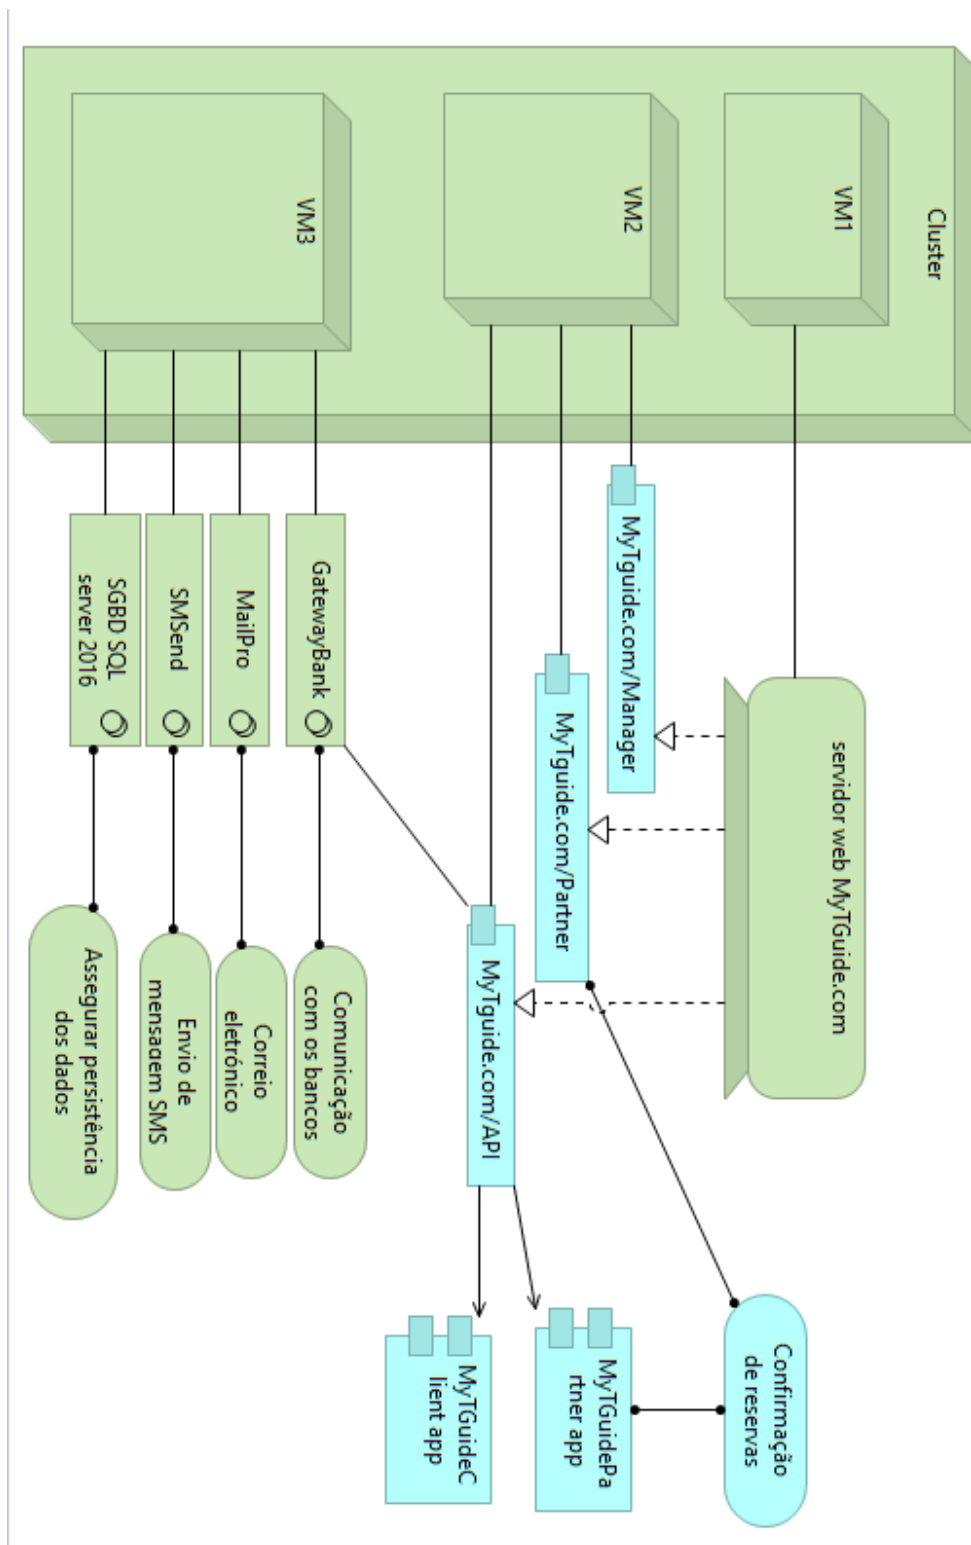 Cluster
VM1
servidor web MyTGuide.com
Confirmação
de reservas
VM2
MyTguide.com/Manager
MyTguide.com/Partner
MyTGuidePa
rtner app
MyTguide.com/API
MyTGuideC
lient app
VM3
GatewayBank
Comunicação
com os bancos
MailPro
Correio
eletrónico
SMSend
Envio de
mensagem SMS
SGBD SQL
server 2016
Assegurar persistência
dos dados